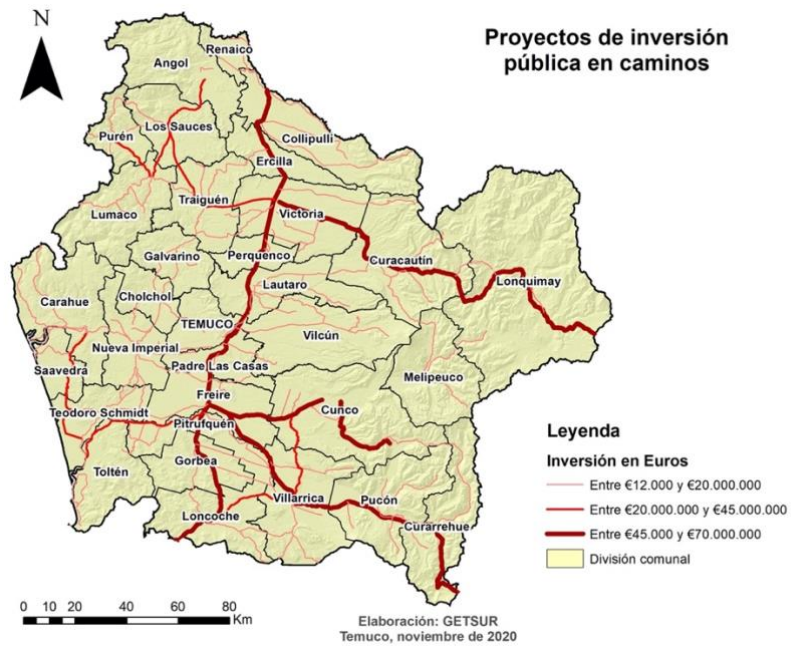 N
Proyectos de inversión
pública en caminos
Renaico
Angol
Los Sauces
Purén
Collipulli
Ercilla
Traiguén
Lumaco
Victoria
Galvarino
Perquenco
Curacautín
Lonquimay
Lautaro
Cholchol
Carahue
TEMUCO
Vilcún
Nueva Imperial
Padre Las Casas
Saavedra
Melipeuco
Freire
Cunco
Teodoro Schmidt
Pitrufquén
Gorbea
Toltén
Villarrica
Pucón
Loncoche
Curarrehue
Leyenda
Inversión en Euros
Entre €12.000 y €20.000.000
Entre €20.000.000 y €45.000.000
Entre €45.000 y €70.000.000
División comunal
0 10 20 40 60 80
Km
Elaboración: GETSUR
Temuco, noviembre de 2020